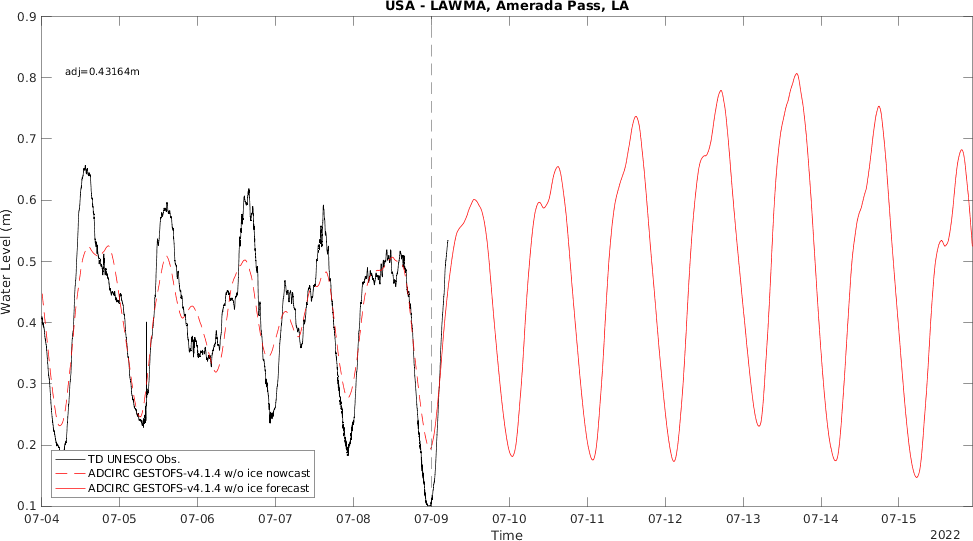 USA - LAWMA, Amerada Pass, LA
0.9
0.8
0.7
0.6
0.5
0.4
0.3
0.2
0.1
Water Level (m)
adj=0.43164m
TD UNESCO Obs.
ADCIRC GESTOFS-v4.1.4 w/o ice nowcast
ADCIRC GESTOFS-v4.1.4 w/o ice forecast
07-04 07-05 07-06 07-07 07-08 07-09 07-10 07-11 07-12 07-13 07-14 07-15
Time
2022